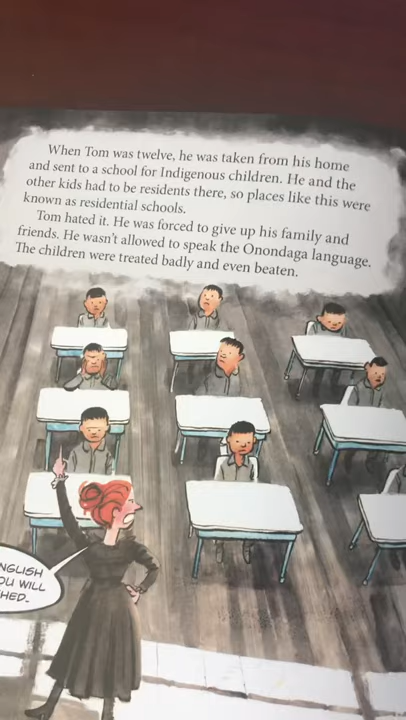 When Tom was twelve, he was taken from his home
and sent to a school for Indigenous children. He and the
other kids had to be residents there, so places like this were
known as residential schools.
Tom hated it. He was forced to give up his family and
friends. He wasn't allowed to speak the Onondaga language.
The children were treated badly and even beaten.
NGLISH
OU WILL
HED.